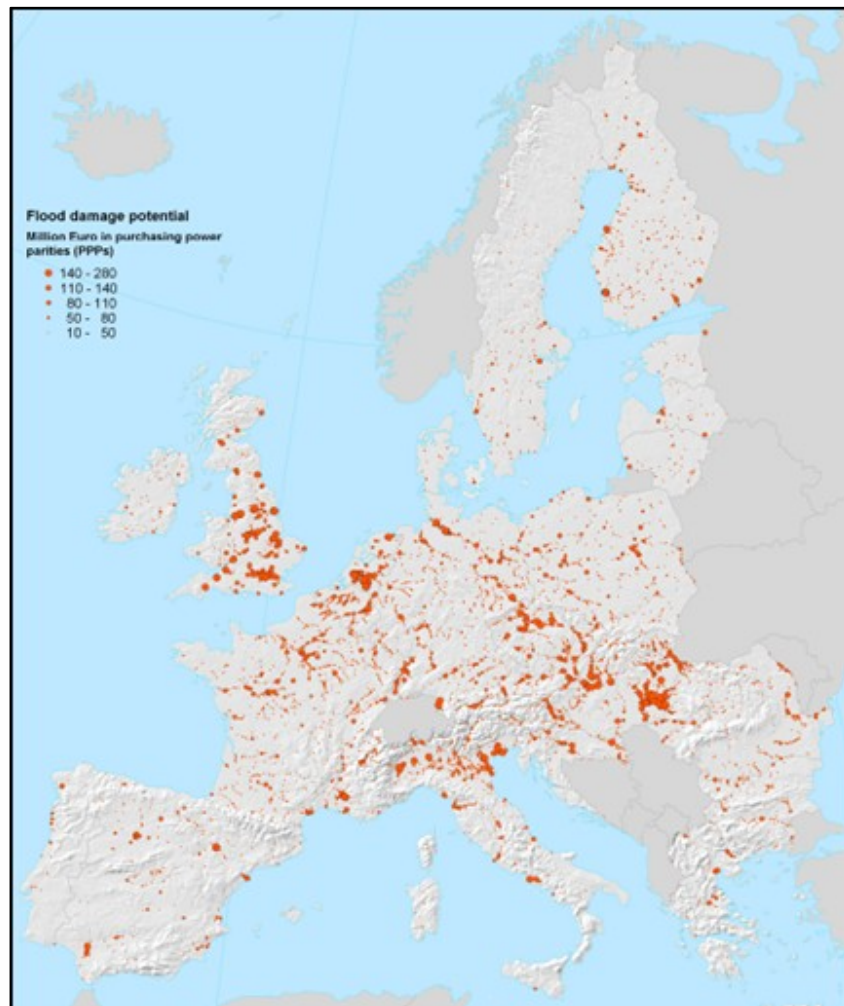 Flood damage potential
Million Euro in purchasing power
parities (PPPs)
140 - 280
110 - 140
80 - 110
50 - 80
10 - 50